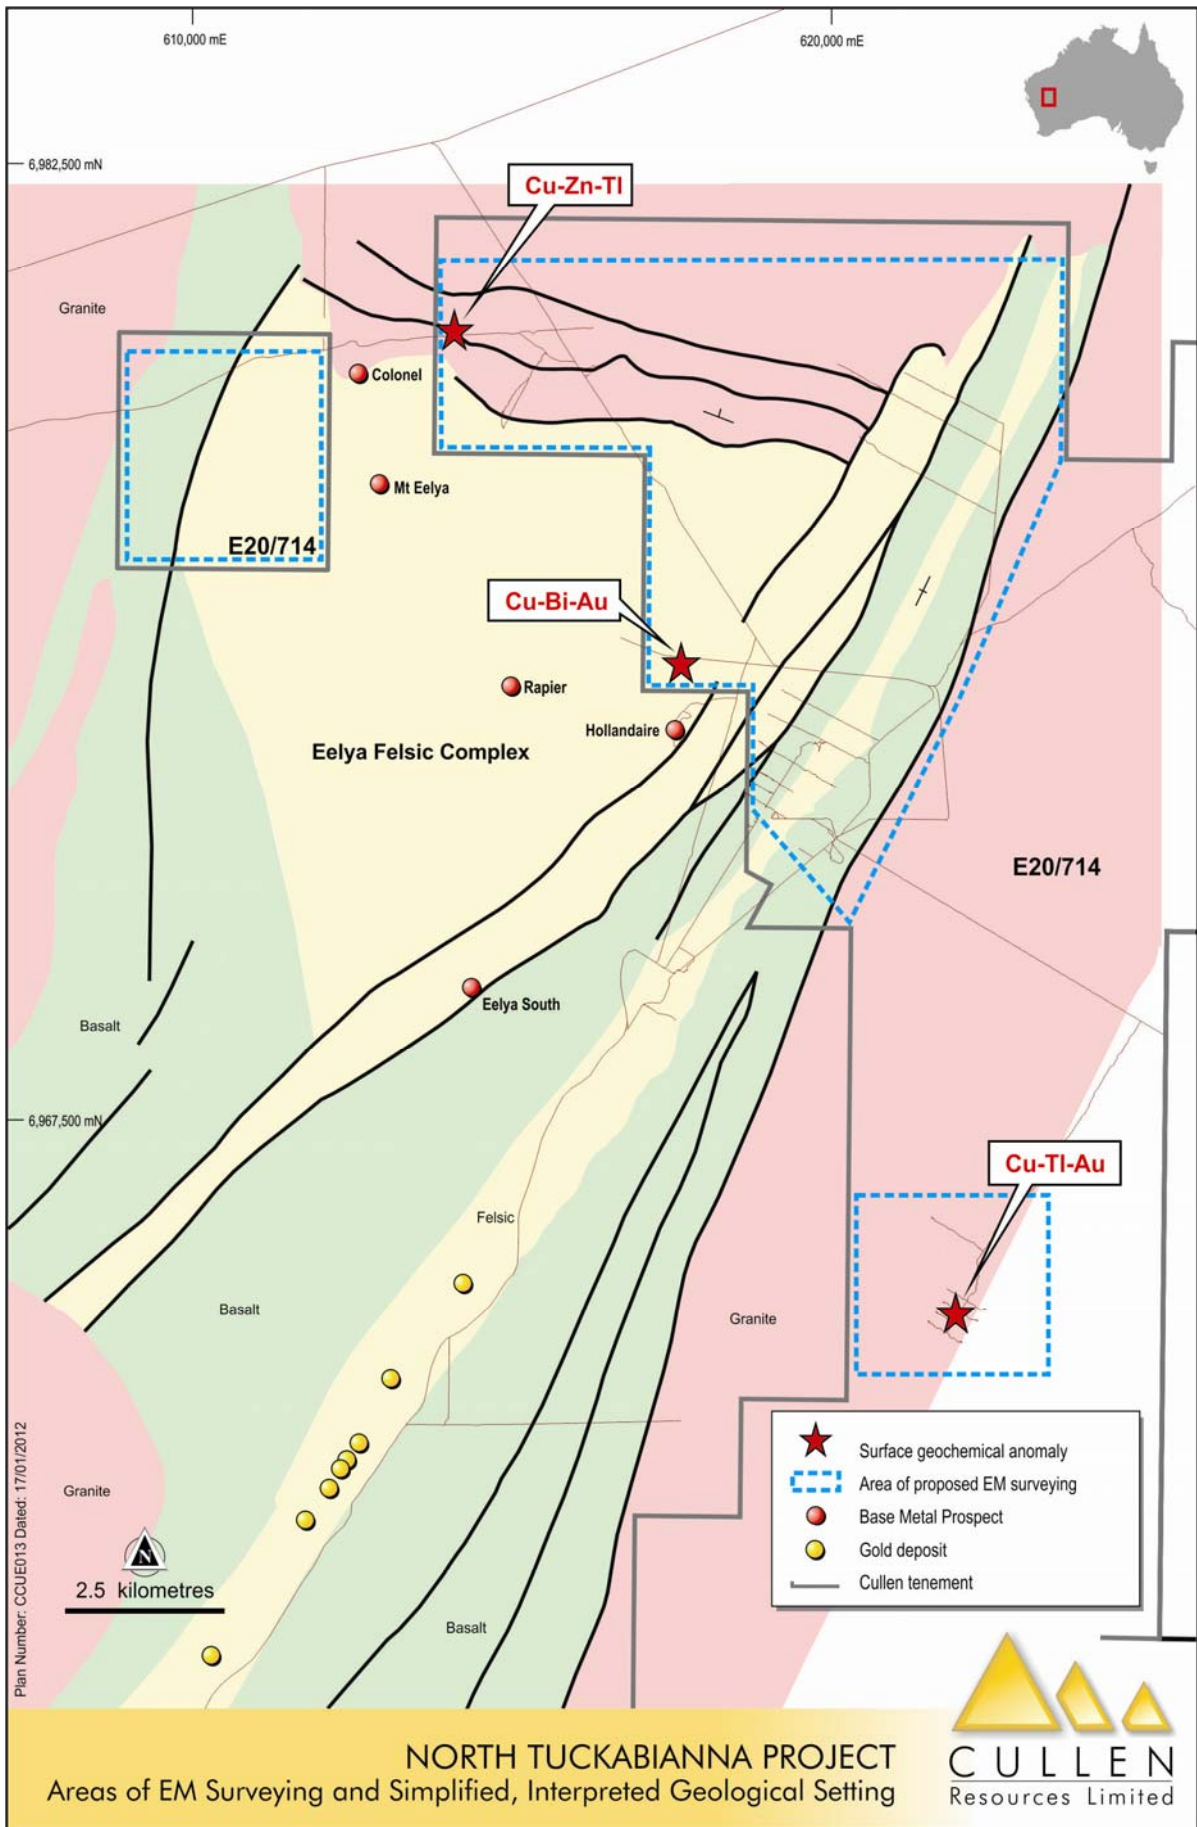 610,000 mE
620,000 mE
6,982,500 mN
Cu-Zn-Tl
Granite
Colonel
Mt Eelya
E20/714
Cu-Bi-Au
Rapier
Hollandaire
Eelya Felsic Complex
E20/714
Eelya South
Basalt
6,967,500 mN
Cu-Tl-Au
Felsic
Basalt
Granite
Surface geochemical anomaly
Area of proposed EM surveying
Base Metal Prospect
Gold deposit
Cullen tenement
Granite
N
2.5 kilometres
Basalt
Plan Number: CCUE013 Dated: 17/01/2012
NORTH TUCKABIANNA PROJECT
Areas of EM Surveying and Simplified, Interpreted Geological Setting
CULLEN
Resources Limited